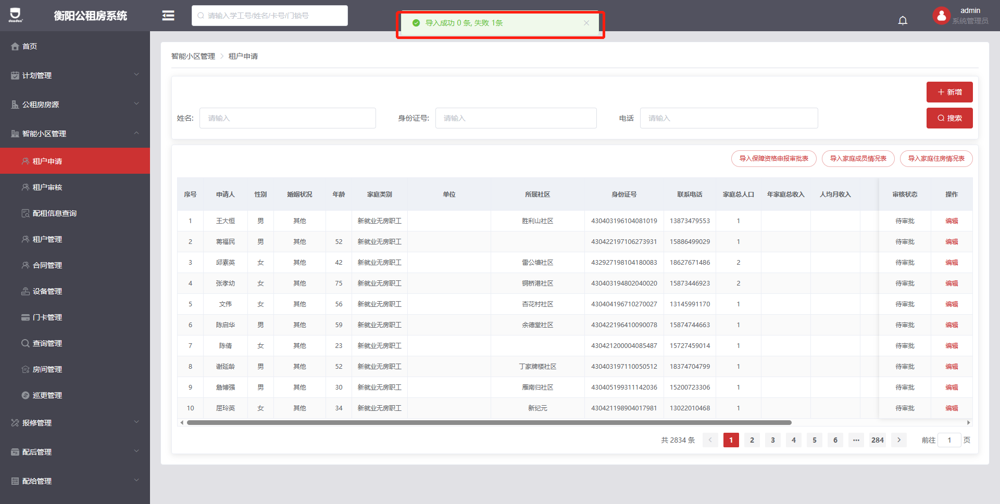 衡阳公租房系统
请输入学工号/姓名/卡号/门锁号
导入成功 0 条, 失败 1条
admin
系统管理员
首页
计划管理
公租房房源
智能小区管理
租户申请
租户审核
配租信息查询
租户管理
合同管理
设备管理
门卡管理
查询管理
房间管理
巡更管理
报修管理
配后管理
配给管理
智能小区管理 > 租户申请
新增
姓名: 请输入 身份证号: 请输入 电话 请输入 搜索
导入保障资格申报审批表 导入家庭成员情况表 导入家庭住房情况表
序号 申请人 性别 婚姻状况 年龄 家庭类别 单位 所属社区 身份证号 联系电话 家庭总人口 年家庭总收入 人均月收入 审核状态 操作
1 王大恒 男 其他 新就业无房职工 胜利山社区 430403196104081019 13873479553 1 待审批 编辑
2 蒋福民 男 其他 52 新就业无房职工 430422197106273931 15886499029 1 待审批 编辑
3 邱素英 女 其他 42 新就业无房职工 雷公塘社区 432927198104180083 18627671486 2 待审批 编辑
4 张孝幼 女 其他 75 新就业无房职工 铜桥港社区 430403194802040020 15873446923 2 待审批 编辑
5 文伟 女 其他 56 新就业无房职工 杏花村社区 430404196710270027 13145991170 1 待审批 编辑
6 陈启华 男 其他 59 新就业无房职工 余德堂社区 430422196410090078 15874744663 1 待审批 编辑
7 陈倩 女 其他 23 新就业无房职工 430421200004085487 15727459014 1 待审批 编辑
8 谢延龄 男 其他 52 新就业无房职工 丁家牌楼社区 430403197110050512 18374704799 1 待审批 编辑
9 詹博强 男 其他 30 新就业无房职工 雁南归社区 430405199311142036 15200723306 1 待审批 编辑
10 屈玲英 女 其他 34 新就业无房职工 新纪元 430421198904017981 13022010468 1 待审批 编辑
共 2834 条 1 2 3 4 5 6 ··· 284 前往 1 页